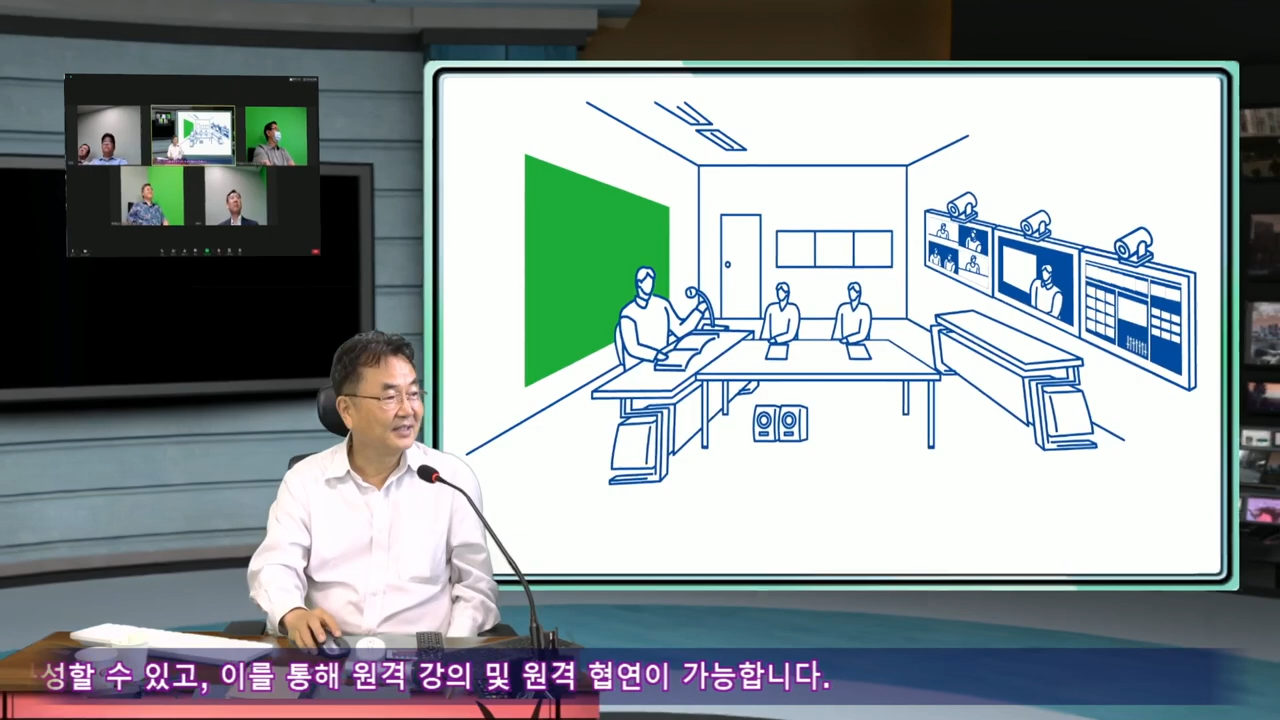 성할 수 있고, 이를 통해 원격 강의 및 원격 협연이 가능합니다.